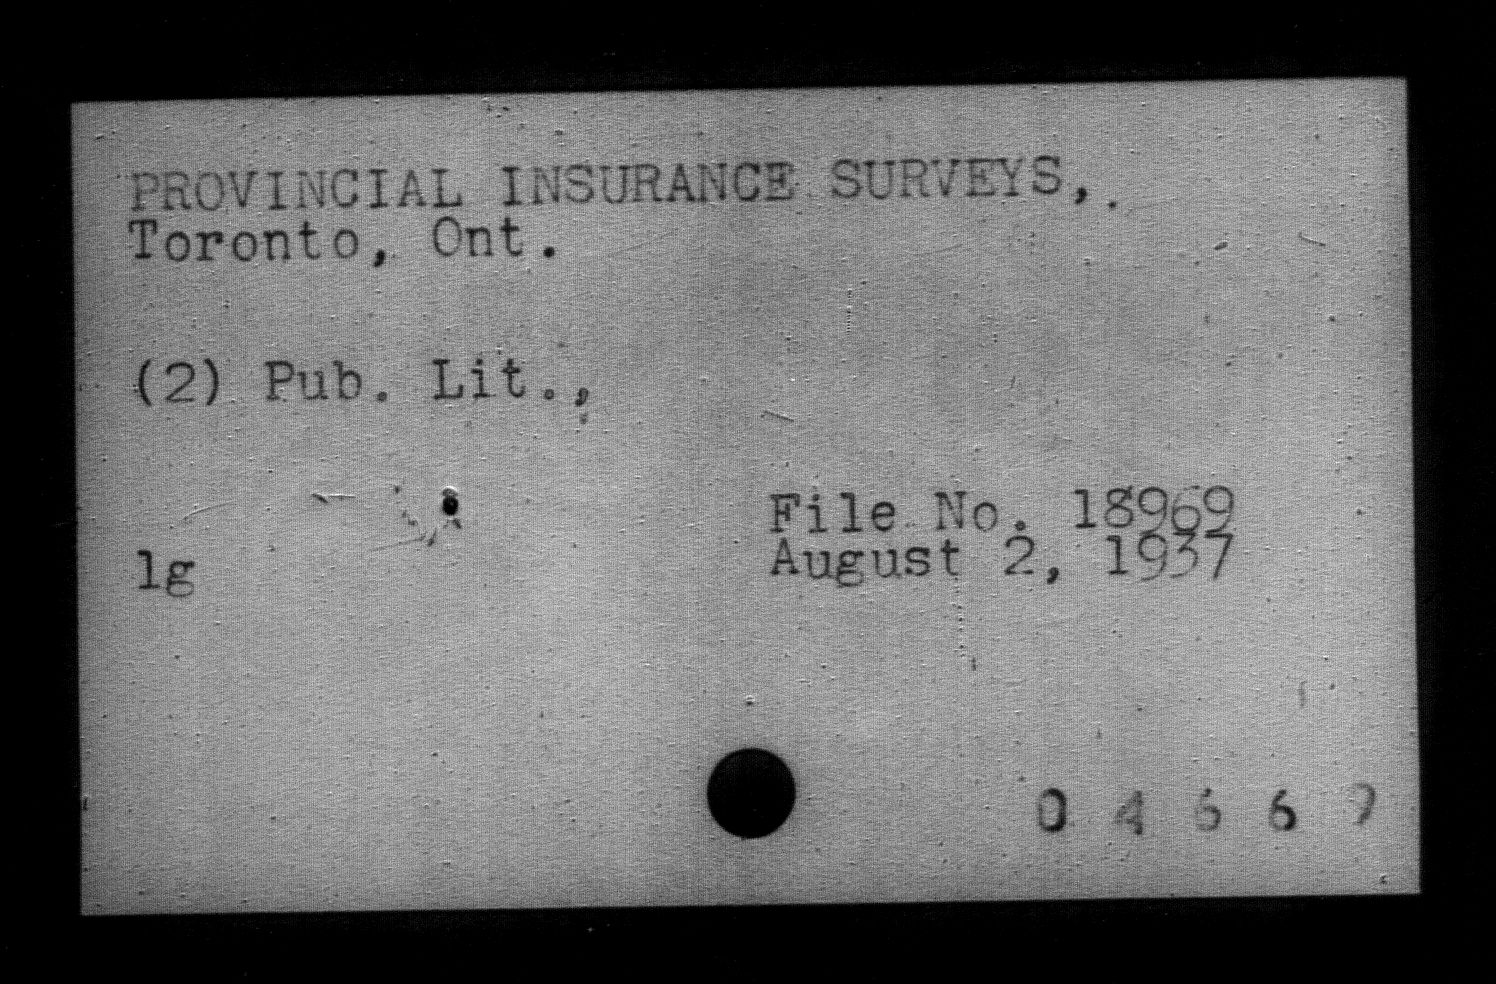 PROVINCIAL INSURANCE SURVEYS,.
Toronto, Ont.
(2) Pub. Lit.,
File No. 18969
lg
August 2, 1937
0 4 6 6 9